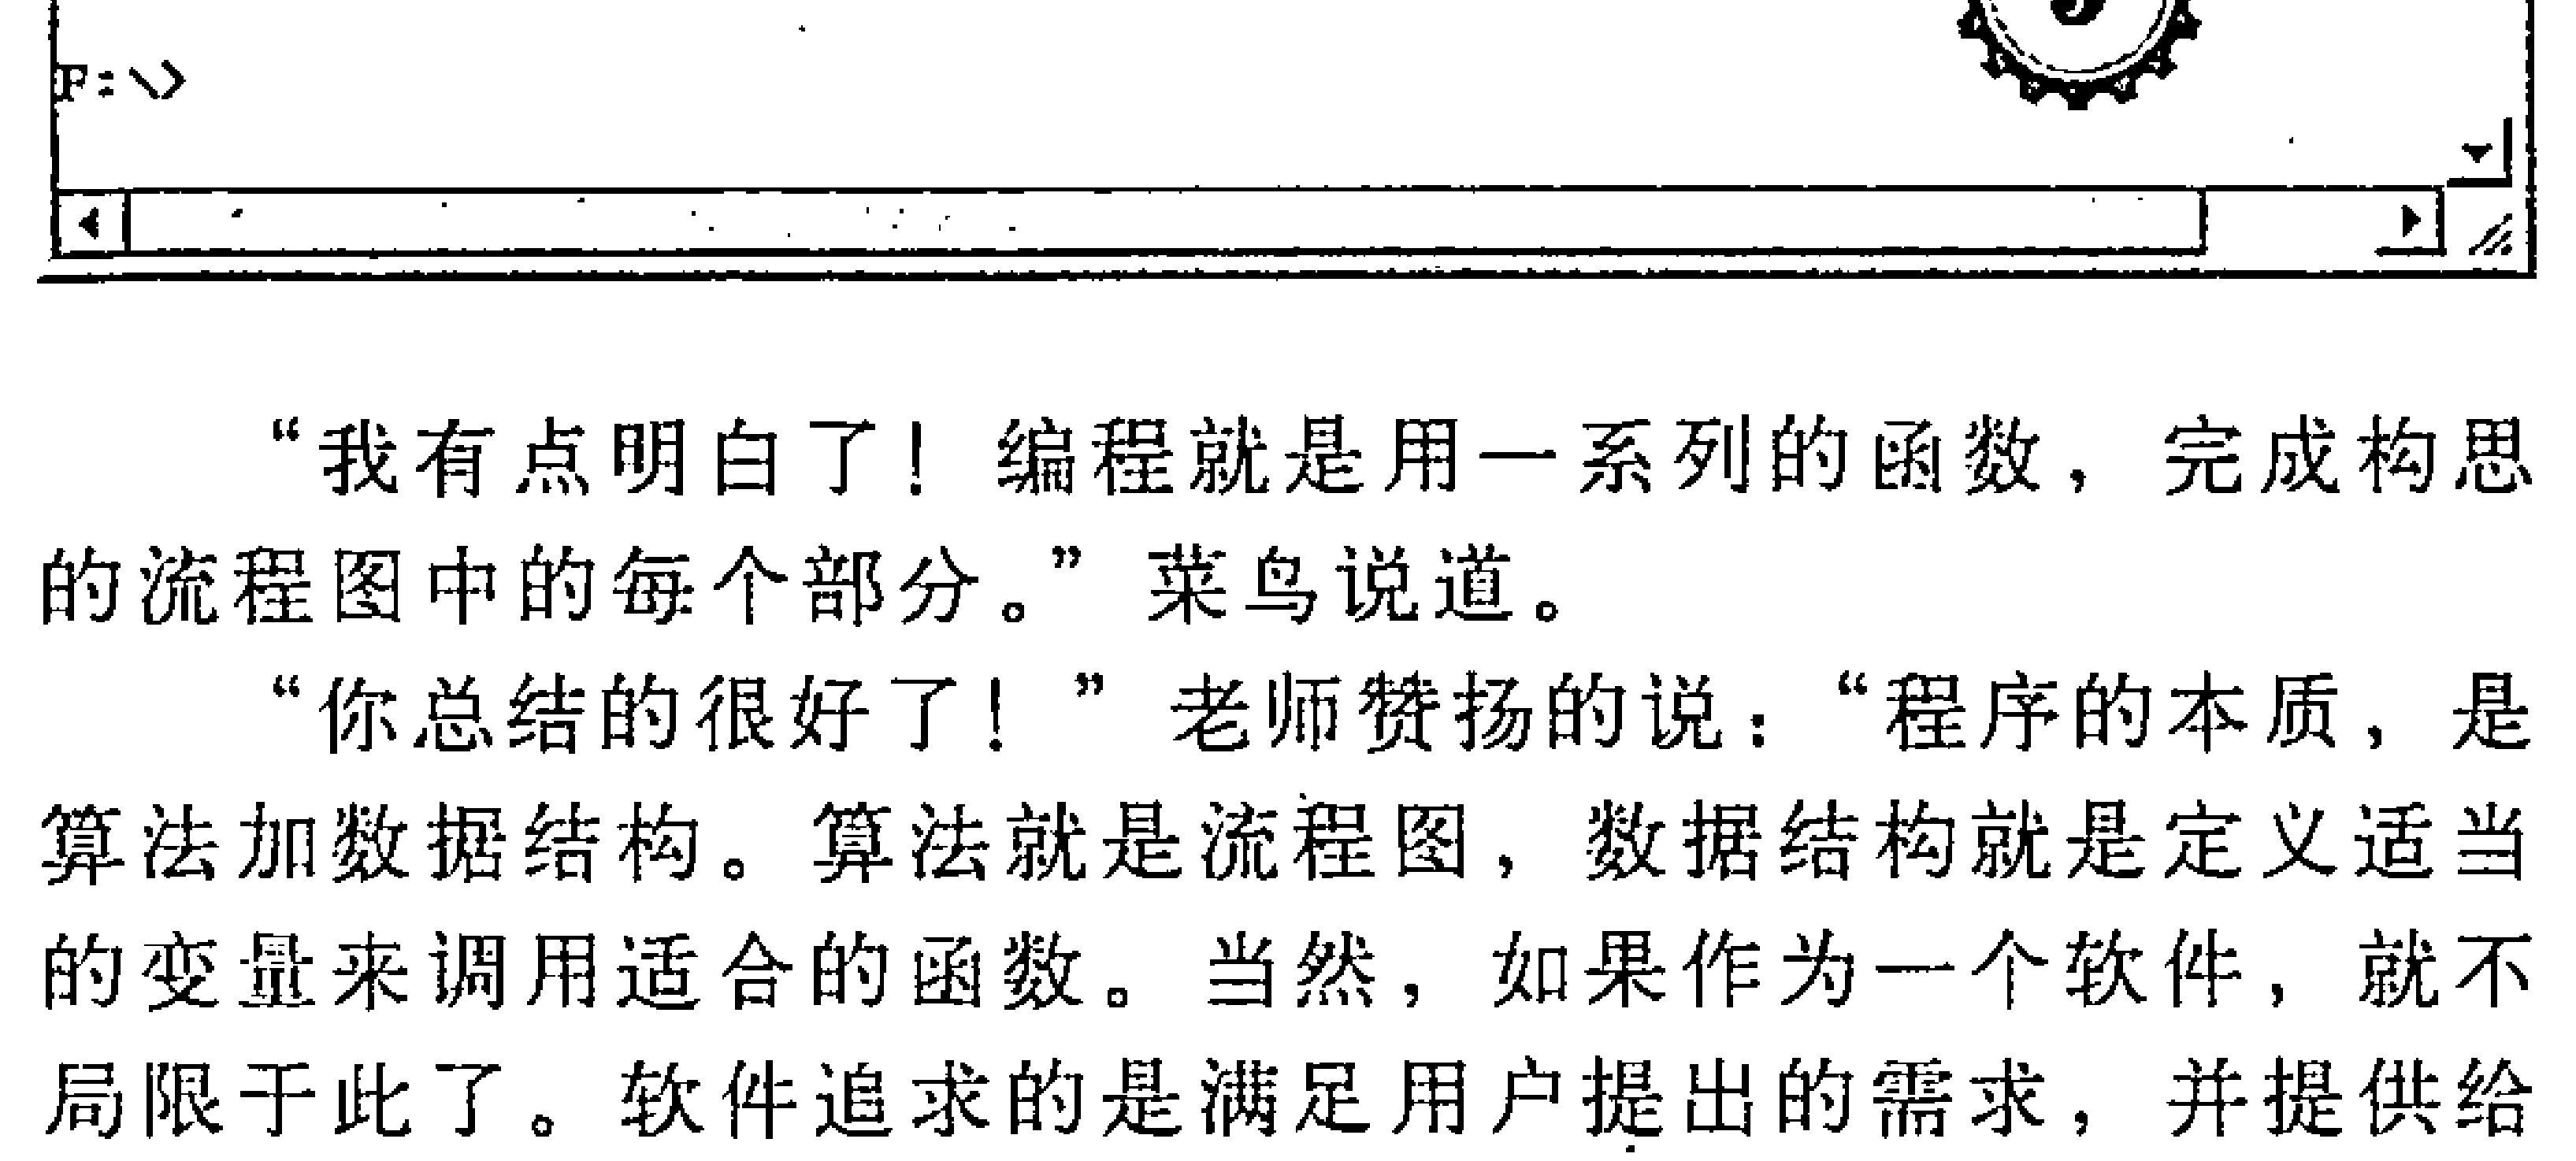 F:\>
“我有点明白了！编程就是用一系列的函数，完成构思
的流程图中的每个部分。”菜鸟说道。
“你总结的很好了！”老师赞扬的说：“程序的本质，是
算法加数据结构。算法就是流程图，数据结构就是定义适当
的变量来调用适合的函数。当然，如果作为一个软件，就不
局限于此了。软件追求的是满足用户提出的需求，并提供给